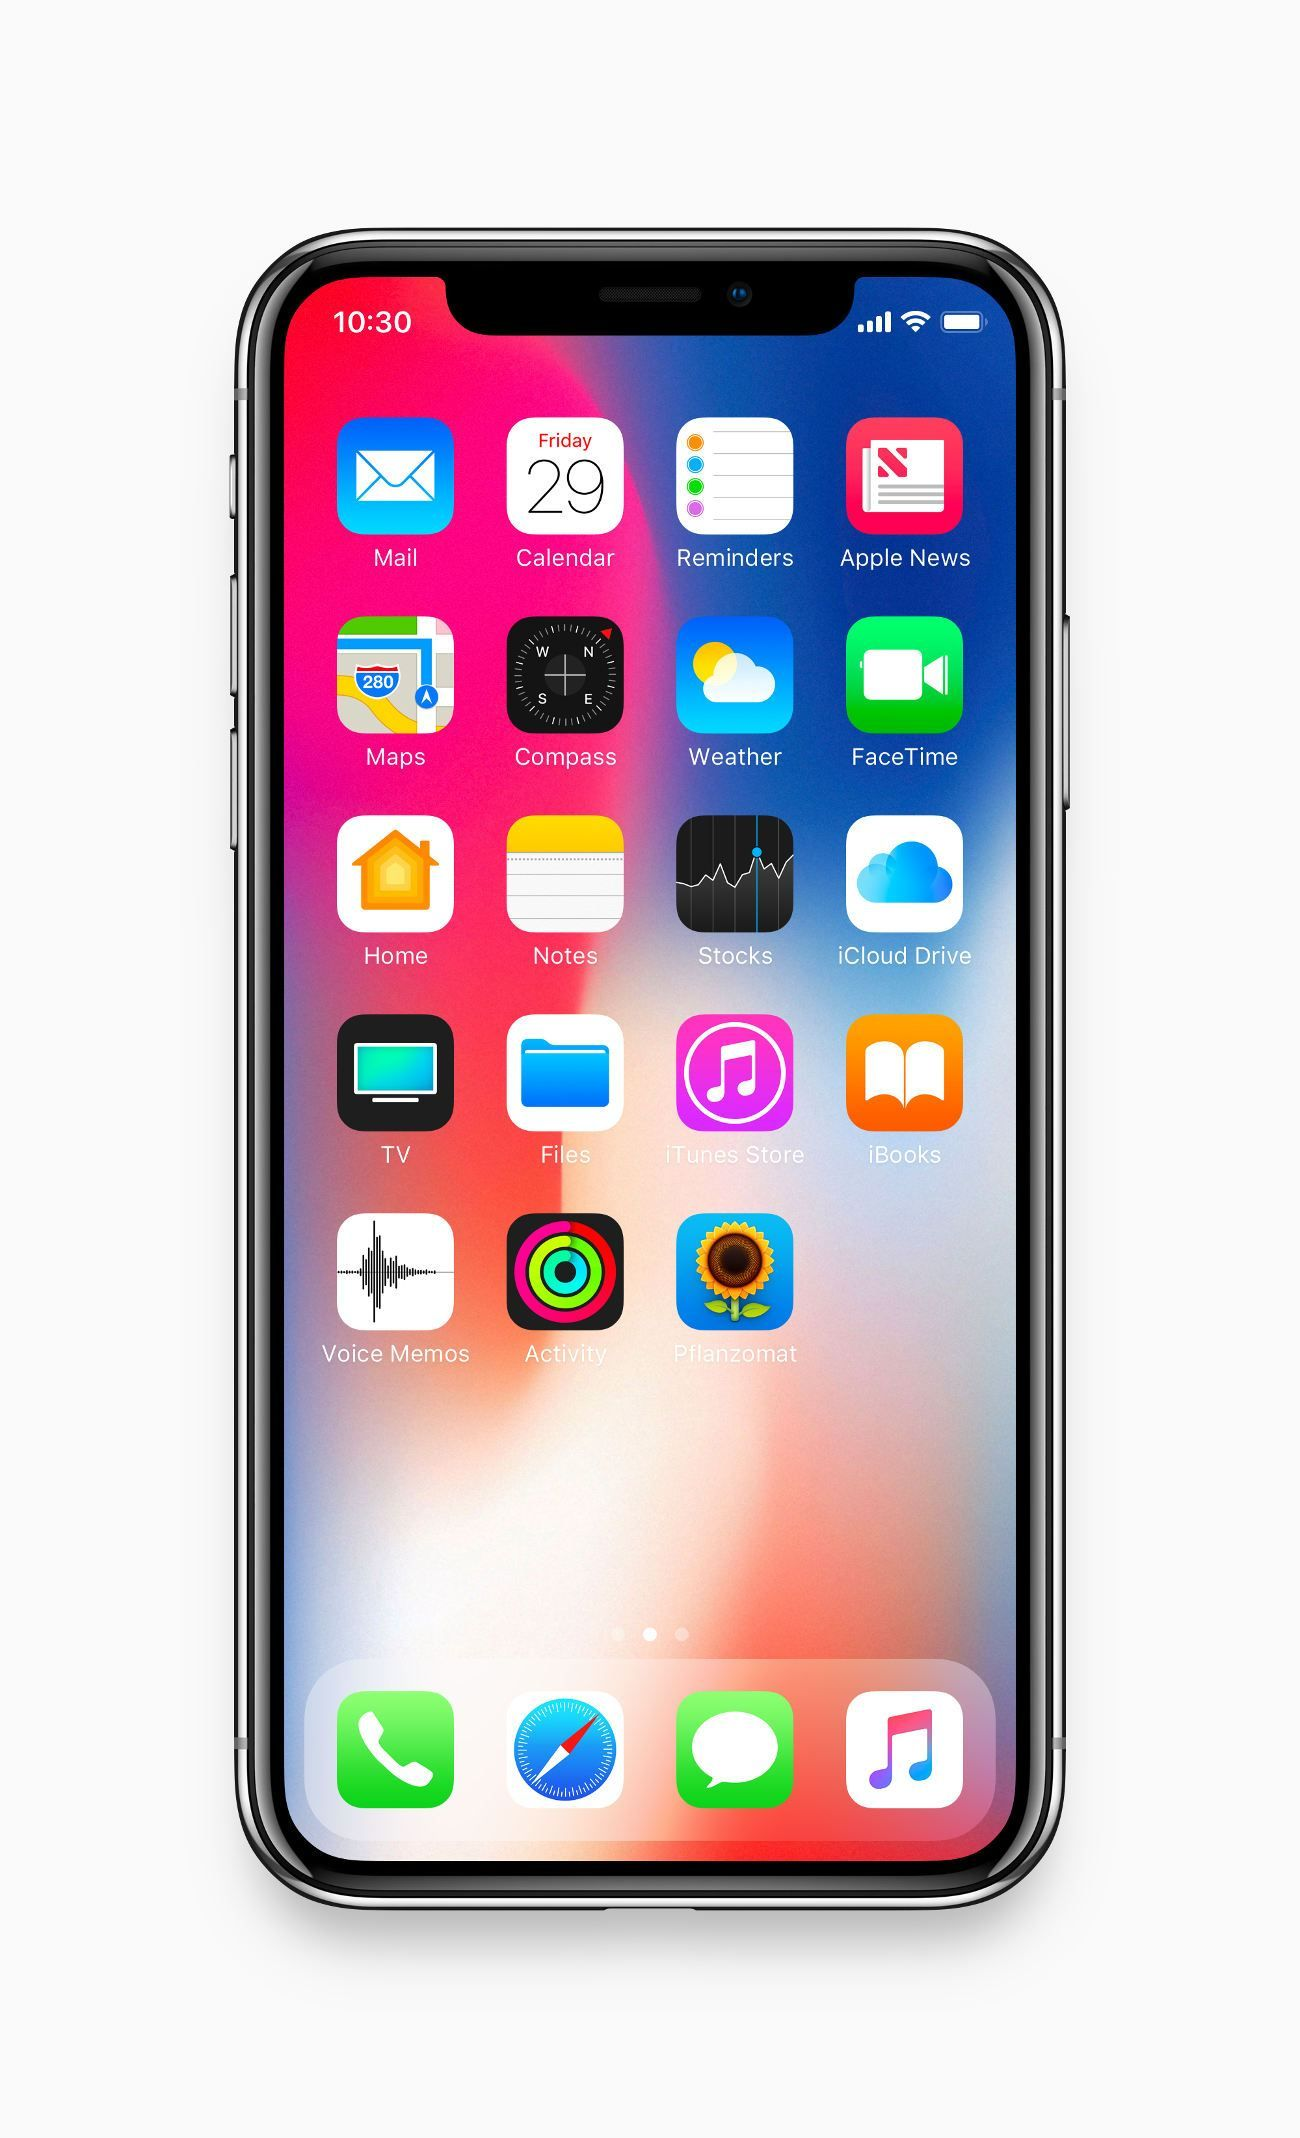 10:30
Friday
29
Mail
Calendar
Reminders
Apple News
280
W N
S E
Maps
Compass
Weather
FaceTime
Home
Notes
Stocks
iCloud Drive
TV
Files
iTunes Store
iBooks
Voice Memos
Activity
Pflanzomat